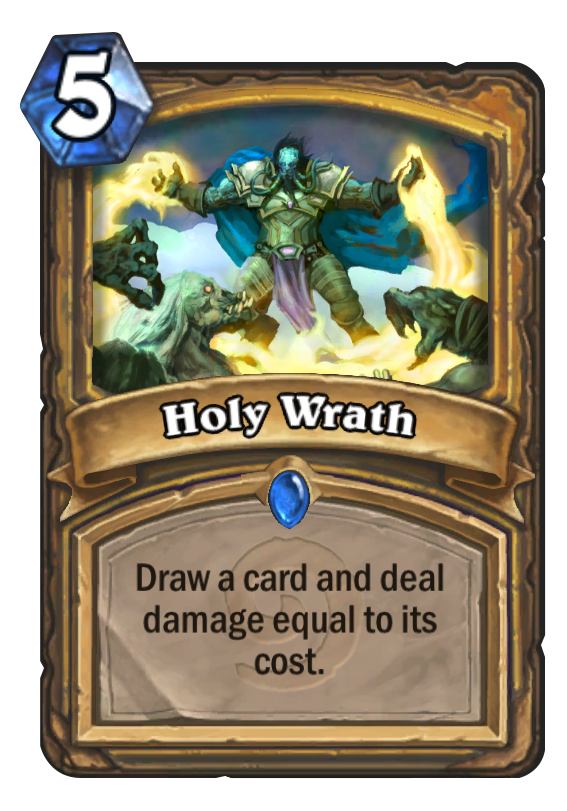 5
Holy Wrath
Draw a card and deal
damage equal to its
cost.